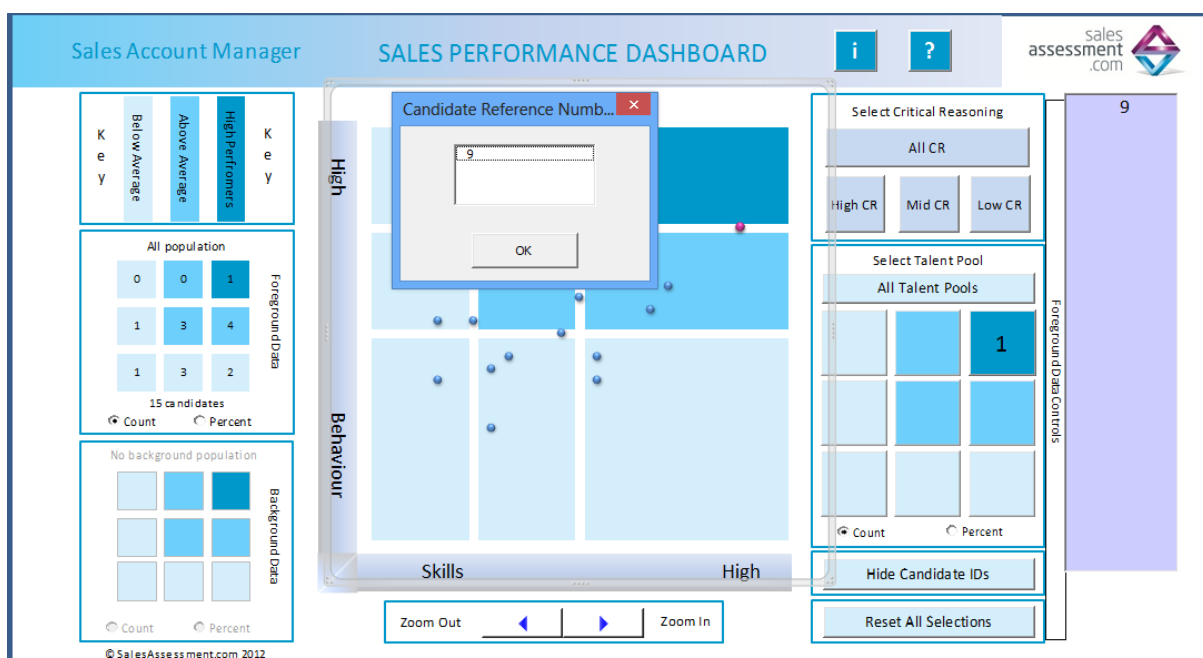 Sales Account Manager
SALES PERFORMANCE DASHBOARD
i
?
sales
assessment
.com
Key
Below Average
Above Average
High Perfromers
Key
All population
0 0 1
1 3 4
1 3 2
Foreground Data
15 candidates
Count Percent
No background population
Background Data
Count Percent
© SalesAssessment.com 2012
High
Behaviour
Skills
High
Candidate Reference Numb...
9
OK
Zoom Out
Zoom In
Select Critical Reasoning
All CR
High CR
Mid CR
Low CR
Select Talent Pool
All Talent Pools
1
Count Percent
Hide Candidate IDs
Reset All Selections
Foreground Data Controls
9